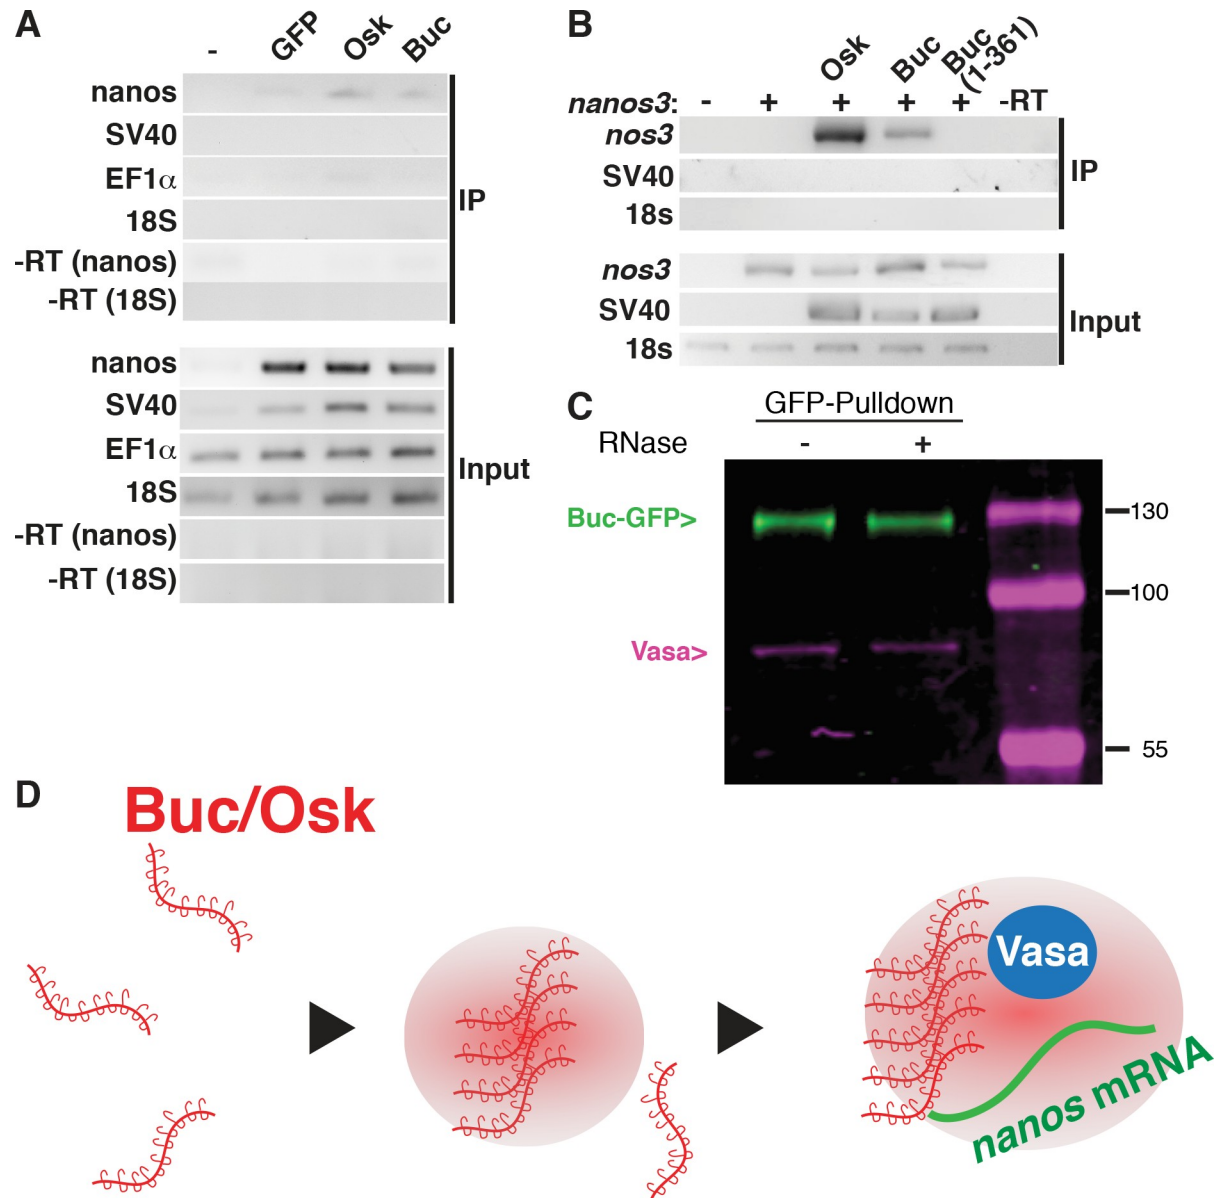 A
- GFP Osk Buc
nanos
SV40
EF1α
18S
-RT (nanos)
-RT (18S)
IP
nanos
SV40
EF1α
18S
-RT (nanos)
-RT (18S)
Input
B
Osk Buc Buc (1-361)
nanos3: - + + + + -RT
nos3
SV40
18s
IP
nos3
SV40
18s
Input
C
GFP-Pulldown
RNase - +
Buc-GFP>
Vasa>
130
100
55
D
Buc/Osk
Vasa
nanos mRNA